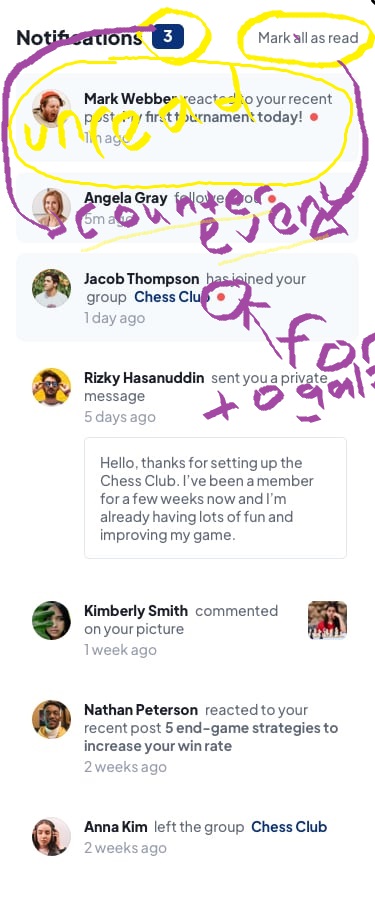 Notifications 3 Mark all as read
Mark Webber reacted to your recent
post My first tournament today!
1m ago
unread
Angela Gray followed you
5m ago
counter
event
Jacob Thompson has joined your
group Chess Club
1 day ago
for
Rizky Hasanuddin sent you a private
message
5 days ago
Hello, thanks for setting up the
Chess Club. I've been a member
for a few weeks now and I'm
already having lots of fun and
improving my game.
Kimberly Smith commented
on your picture
1 week ago
Nathan Peterson reacted to your
recent post 5 end-game strategies to
increase your win rate
2 weeks ago
Anna Kim left the group Chess Club
2 weeks ago